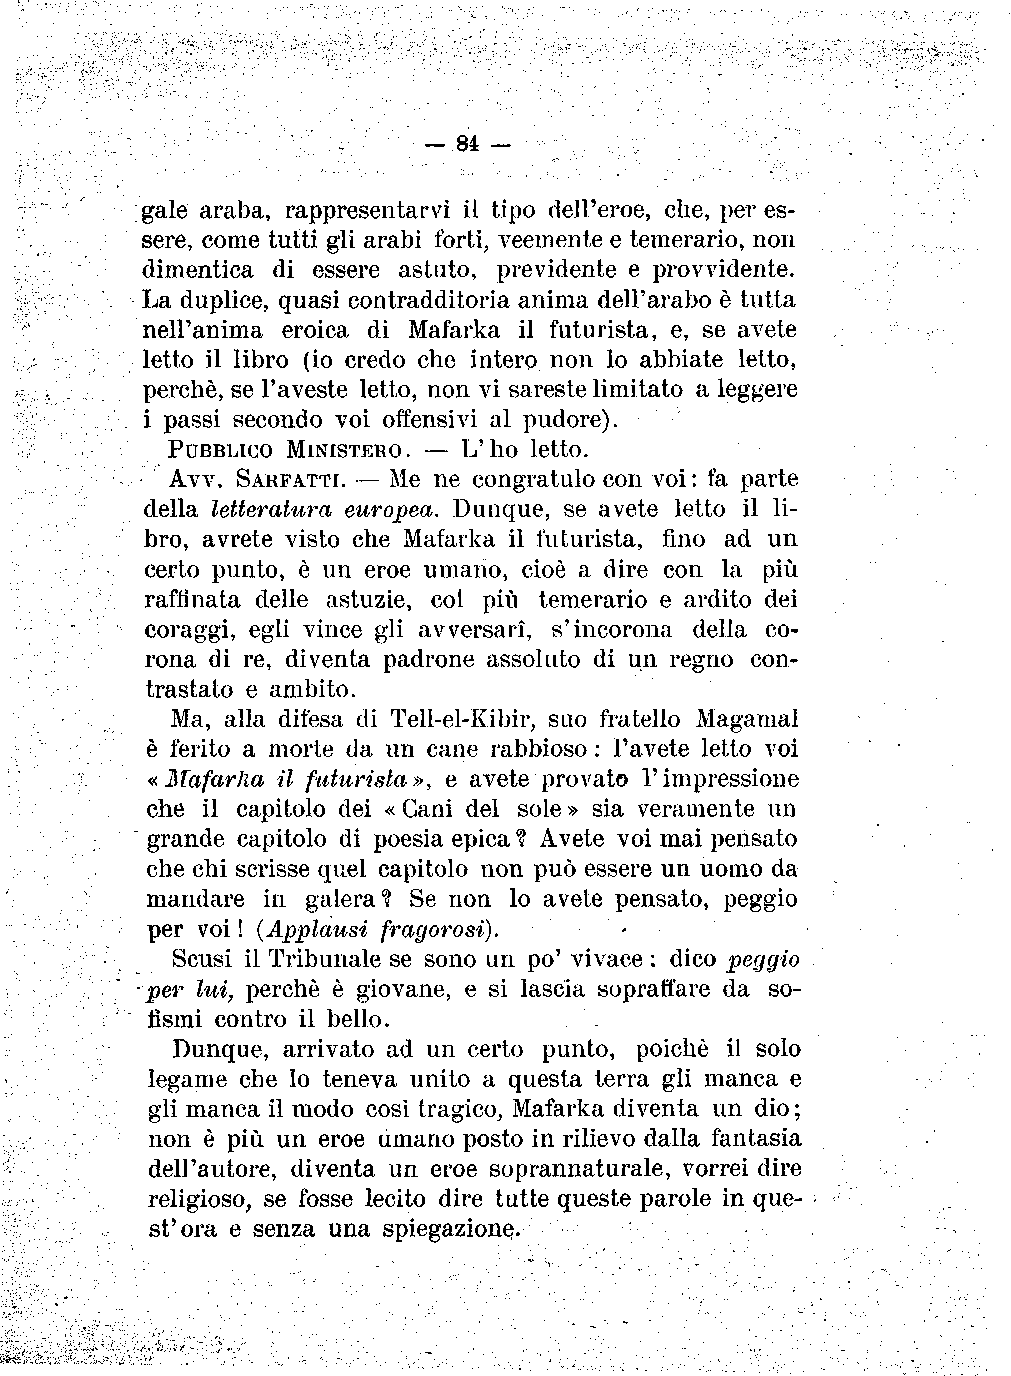 — 84 —
gale araba, rappresentarvi il tipo dell'eroe, che, per es-
sere, come tutti gli arabi forti, veemente e temerario, non
dimentica di essere astuto, previdente e provvidente.
La duplice, quasi contradditoria anima dell'arabo è tutta
nell'anima eroica di Mafarka il futurista, e, se avete
letto il libro (io credo che intero non lo abbiate letto,
perchè, se l'aveste letto, non vi sareste limitato a leggere
i passi secondo voi offensivi al pudore).
PUBBLICO MINISTERO. — L'ho letto.
AVV. SARFATTI. — Me ne congratulo con voi: fa parte
della letteratura europea. Dunque, se avete letto il li-
bro, avrete visto che Mafarka il futurista, fino ad un
certo punto, è un eroe umano, cioè a dire con la più
raffinata delle astuzie, col più temerario e ardito dei
coraggi, egli vince gli avversarî, s'incorona della co-
rona di re, diventa padrone assoluto di un regno con-
trastato e ambito.
Ma, alla difesa di Tell-el-Kibir, suo fratello Magamal
è ferito a morte da un cane rabbioso: l'avete letto voi
« Mafarka il futurista », e avete provato l'impressione
che il capitolo dei « Cani del sole » sia veramente un
grande capitolo di poesia epica? Avete voi mai pensato
che chi scrisse quel capitolo non può essere un uomo da
mandare in galera? Se non lo avete pensato, peggio
per voi! (Applausi fragorosi).
Scusi il Tribunale se sono un po' vivace: dico peggio
per lui, perchè è giovane, e si lascia sopraffare da so-
fismi contro il bello.
Dunque, arrivato ad un certo punto, poichè il solo
legame che lo teneva unito a questa terra gli manca e
gli manca il modo cosi tragico, Mafarka diventa un dio;
non è più un eroe umano posto in rilievo dalla fantasia
dell'autore, diventa un eroe soprannaturale, vorrei dire
religioso, se fosse lecito dire tutte queste parole in que-
st'ora e senza una spiegazione.